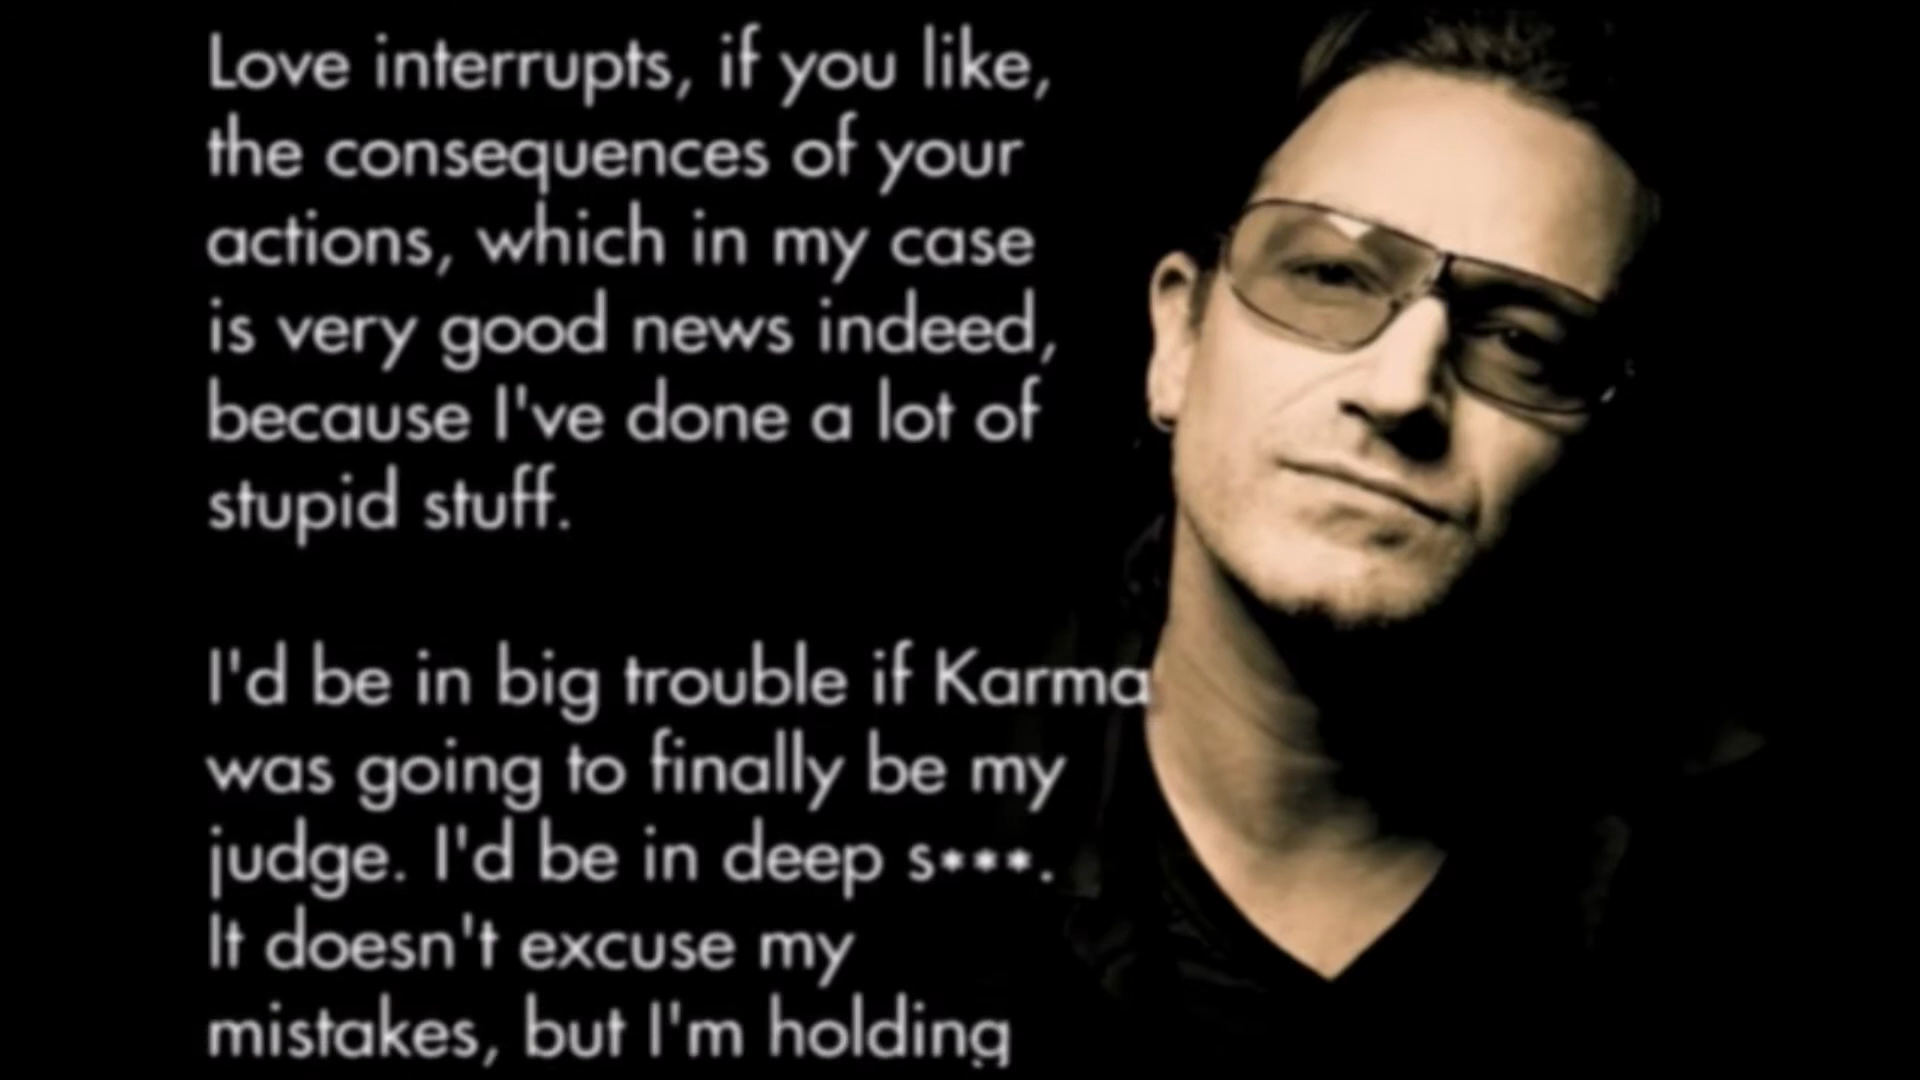 Love interrupts, if you like,
the consequences of your
actions, which in my case
is very good news indeed,
because I've done a lot of
stupid stuff.
I'd be in big trouble if Karma
was going to finally be my
judge. I'd be in deep s•••.
It doesn't excuse my
mistakes, but I'm holding